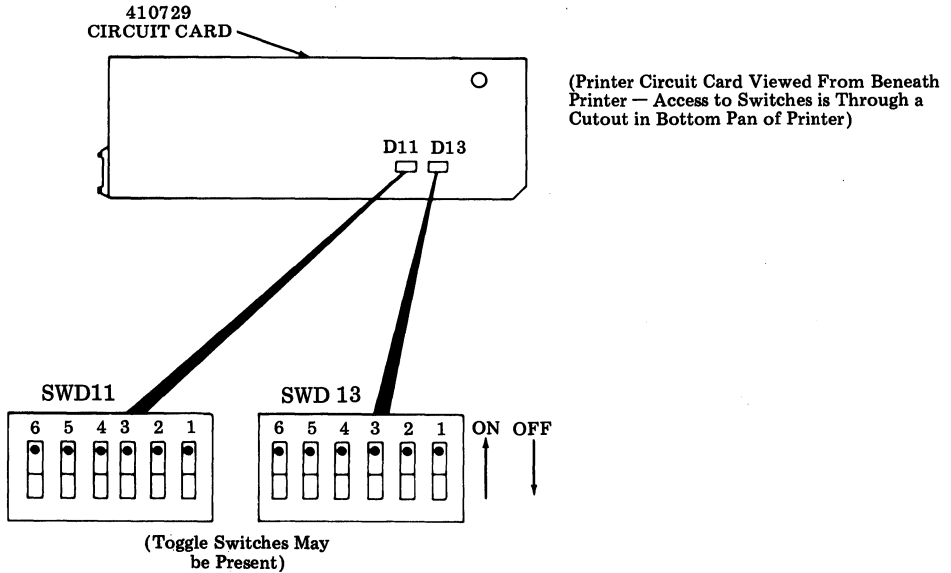 410729
CIRCUIT CARD
(Printer Circuit Card Viewed From Beneath
Printer — Access to Switches is Through a
Cutout in Bottom Pan of Printer)
D11 D13
SWD11
6 5 4 3 2 1
SWD 13
6 5 4 3 2 1
ON OFF
(Toggle Switches May
be Present)